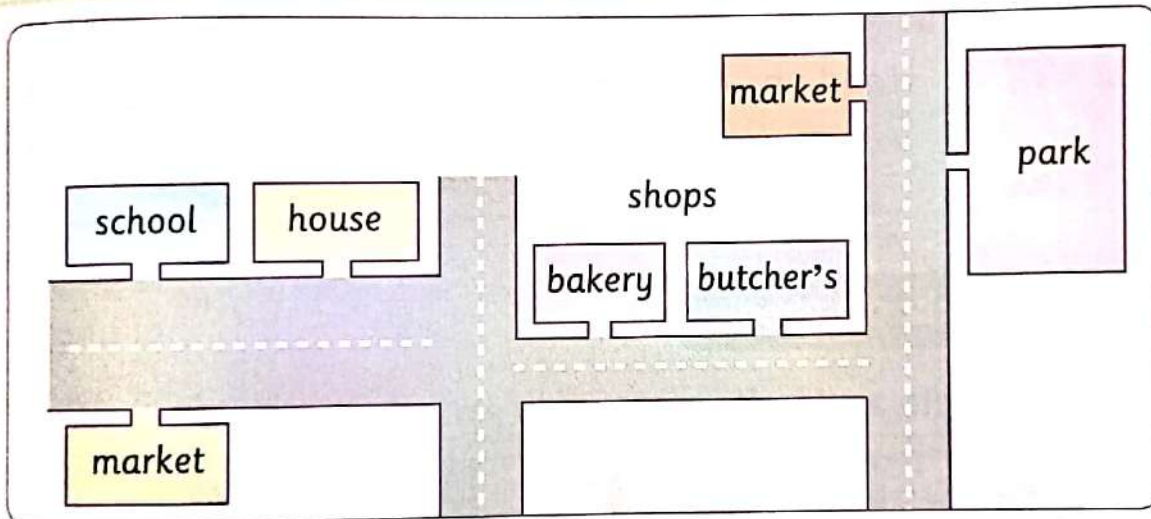 market
park
shops
school
house
bakery
butcher's
market